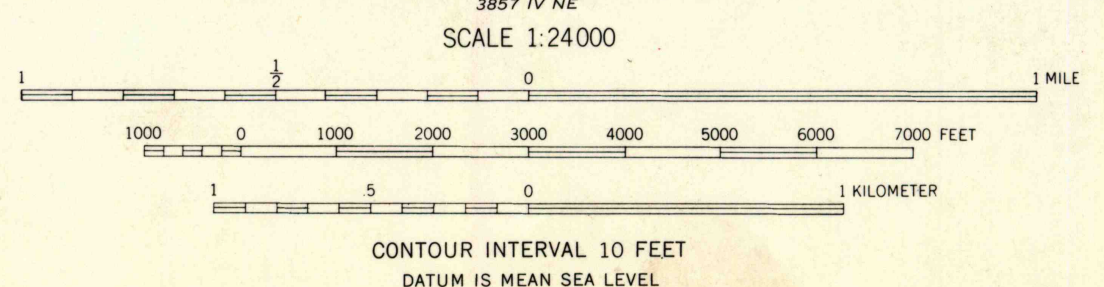 3857 IV NE
SCALE 1:24000
1 ½ 0 1 MILE
1000 0 1000 2000 3000 4000 5000 6000 7000 FEET
1 .5 0 1 KILOMETER
CONTOUR INTERVAL 10 FEET
DATUM IS MEAN SEA LEVEL